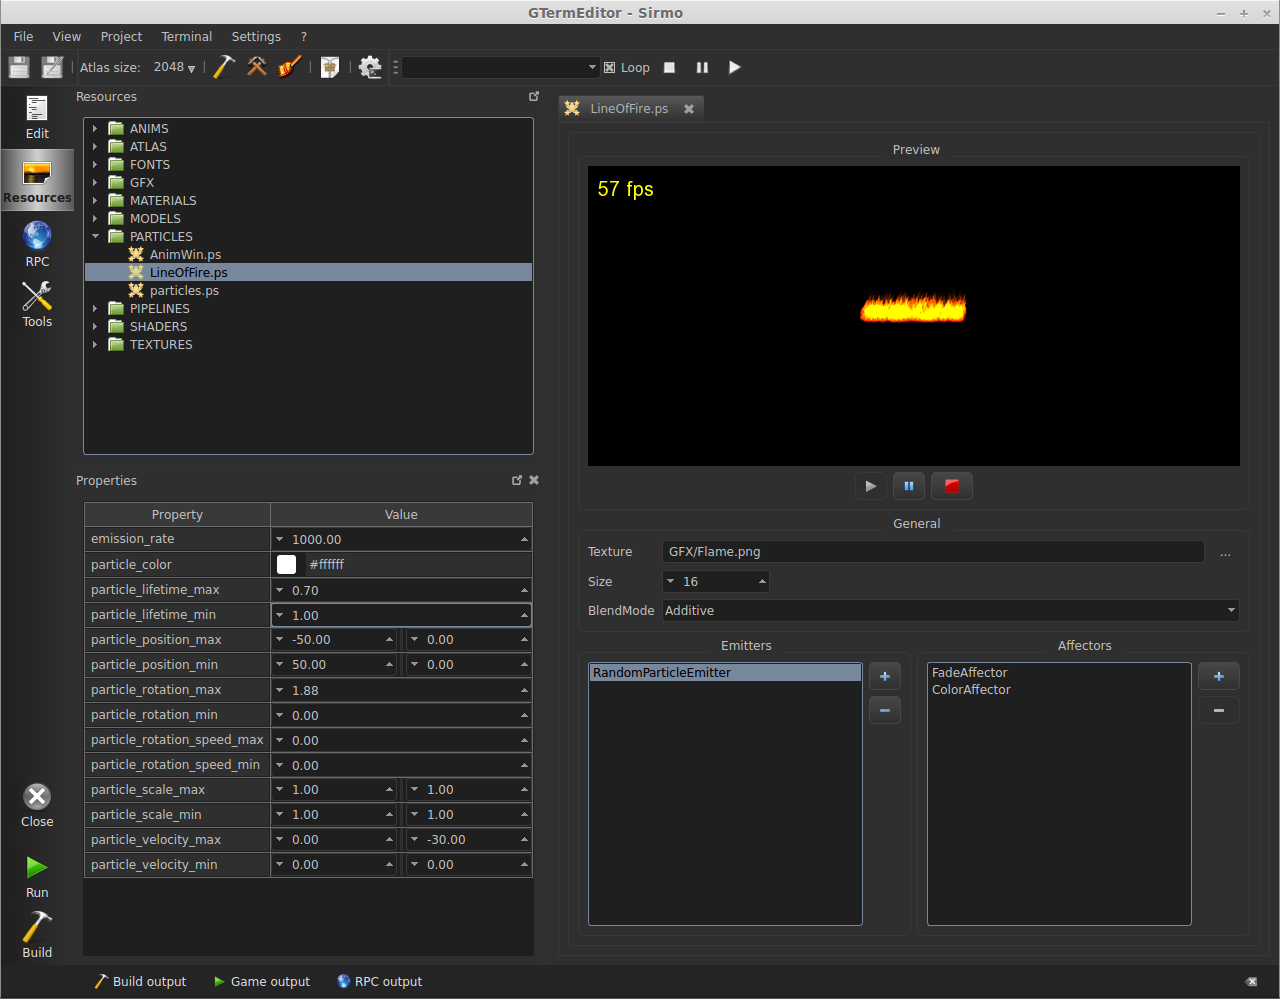 GTermEditor - Sirmo
File View Project Terminal Settings ?
Atlas size: 2048 Loop
Edit
Resources
RPC
Tools
Close
Run
Build
Resources
ANIMS
ATLAS
FONTS
GFX
MATERIALS
MODELS
PARTICLES
AnimWin.ps
LineOfFire.ps
particles.ps
PIPELINES
SHADERS
TEXTURES
Properties
Property Value
emission_rate 1000.00
particle_color #ffffff
particle_lifetime_max 0.70
particle_lifetime_min 1.00
particle_position_max -50.00 0.00
particle_position_min 50.00 0.00
particle_rotation_max 1.88
particle_rotation_min 0.00
particle_rotation_speed_max 0.00
particle_rotation_speed_min 0.00
particle_scale_max 1.00 1.00
particle_scale_min 1.00 1.00
particle_velocity_max 0.00 -30.00
particle_velocity_min 0.00 0.00
LineOfFire.ps
Preview
57 fps
General
Texture GFX/Flame.png ...
Size 16
BlendMode Additive
Emitters
RandomParticleEmitter
Affectors
FadeAffector
ColorAffector
Build output Game output RPC output